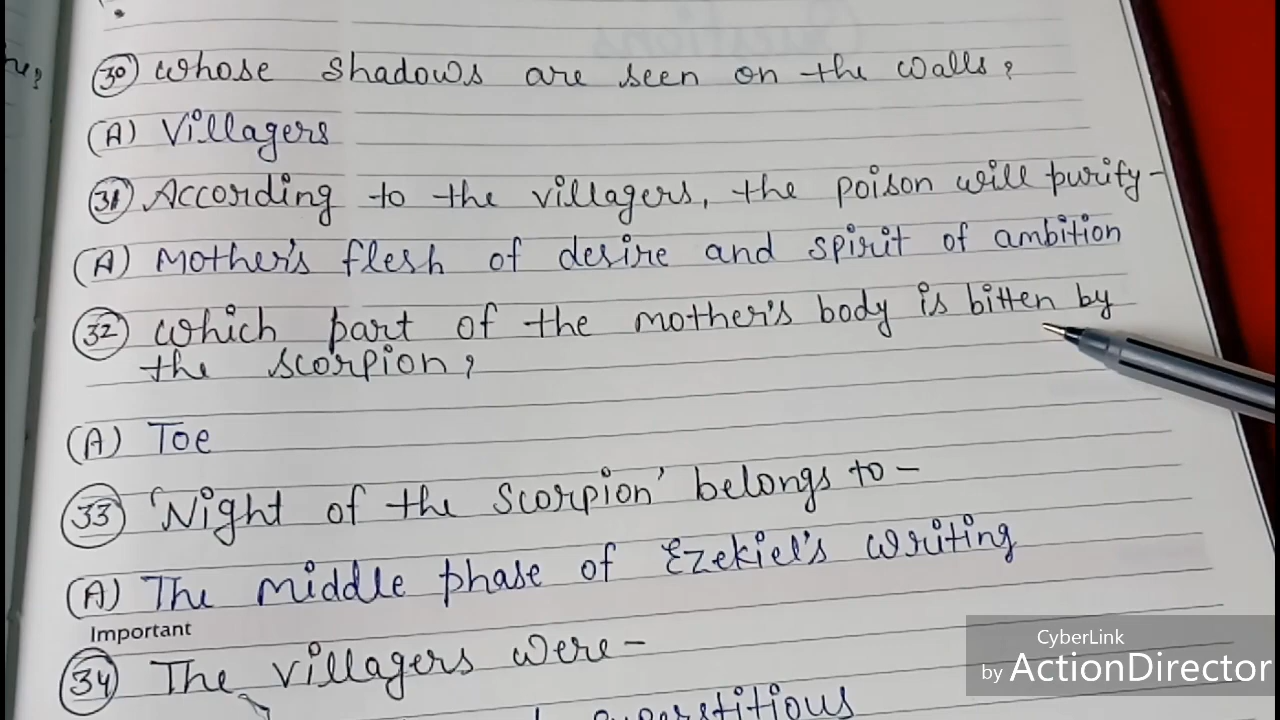 (30) Whose shadows are seen on the walls?
(A) Villagers
(31) According to the villagers, the poison will purify-
(A) Mother's flesh of desire and spirit of ambition
(32) Which part of the mother's body is bitten by
the scorpion?
(A) Toe
(33) 'Night of the Scorpion' belongs to-
(A) The middle phase of Ezekiel's writing
Important
(34) The villagers were-
superstitious
CyberLink
by ActionDirector